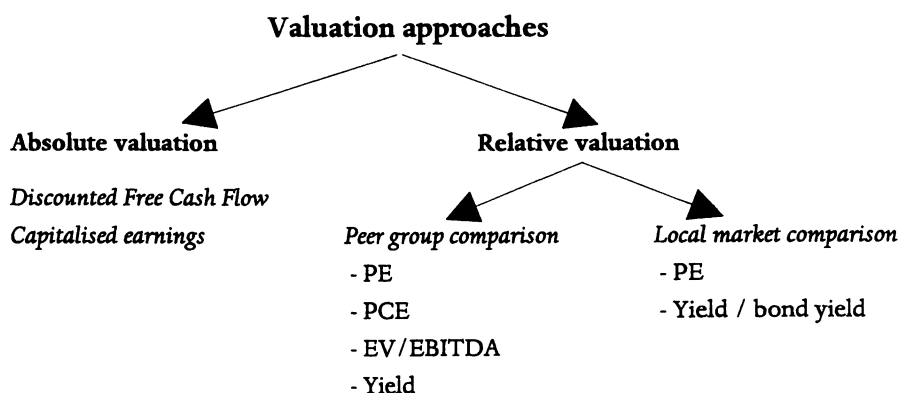 Valuation approaches
Absolute valuation
Discounted Free Cash Flow
Capitalised earnings
Relative valuation
Peer group comparison
- PE
- PCE
- EV/EBITDA
- Yield
Local market comparison
- PE
- Yield / bond yield